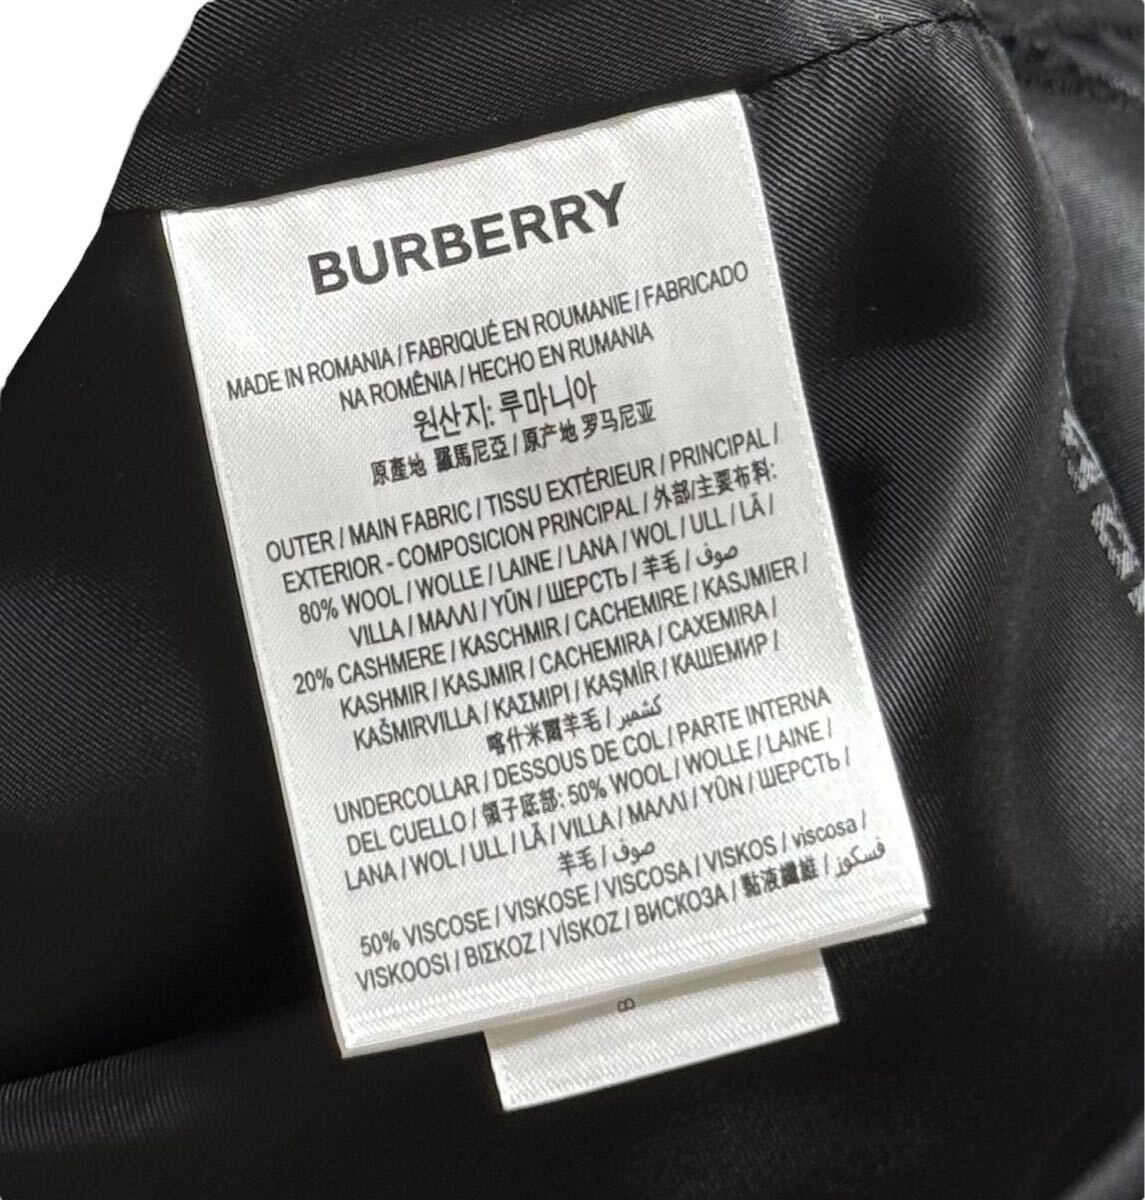 BURBERRY
MADE IN ROMANIA / FABRIQUÉ EN ROUMANIE / FABRICADO
NA ROMÊNIA / HECHO EN RUMANIA
원산지: 루마니아
原產地 羅馬尼亞 / 原产地 罗马尼亚
OUTER / MAIN FABRIC / TISSU EXTÉRIEUR / PRINCIPAL /
EXTERIOR - COMPOSICION PRINCIPAL / 外部/主要布料:
80% WOOL / WOLLE / LAINE / LANA / WOL / ULL / LÃ /
VILLA / ΜΑΛΛΙ / YÜN / ШЕРСТЬ / 羊毛 / صوف
20% CASHMERE / KASCHMIR / CACHEMIRE / KASJMIER /
KASHMIR / KASJMIR / CACHEMIRA / CAXEMIRA /
KAŠMIRVILLA / ΚΑΣΜΙΡΙ / KAŞMİR / КАШЕМИР /
喀什米爾羊毛 / كشمير
UNDERCOLLAR / DESSOUS DE COL / PARTE INTERNA
DEL CUELLO / 領子底部: 50% WOOL / WOLLE / LAINE /
LANA / WOL / ULL / LÃ / VILLA / ΜΑΛΛΙ / YÜN / ШЕРСТЬ /
羊毛 / صوف
50% VISCOSE / VISKOSE / VISCOSA / VISKOS / viscosa /
VISKOOSI / ΒΙΣΚΟΖ / VİSKOZ / ВИСКОЗА / 黏液纖維 / فسكوز
8